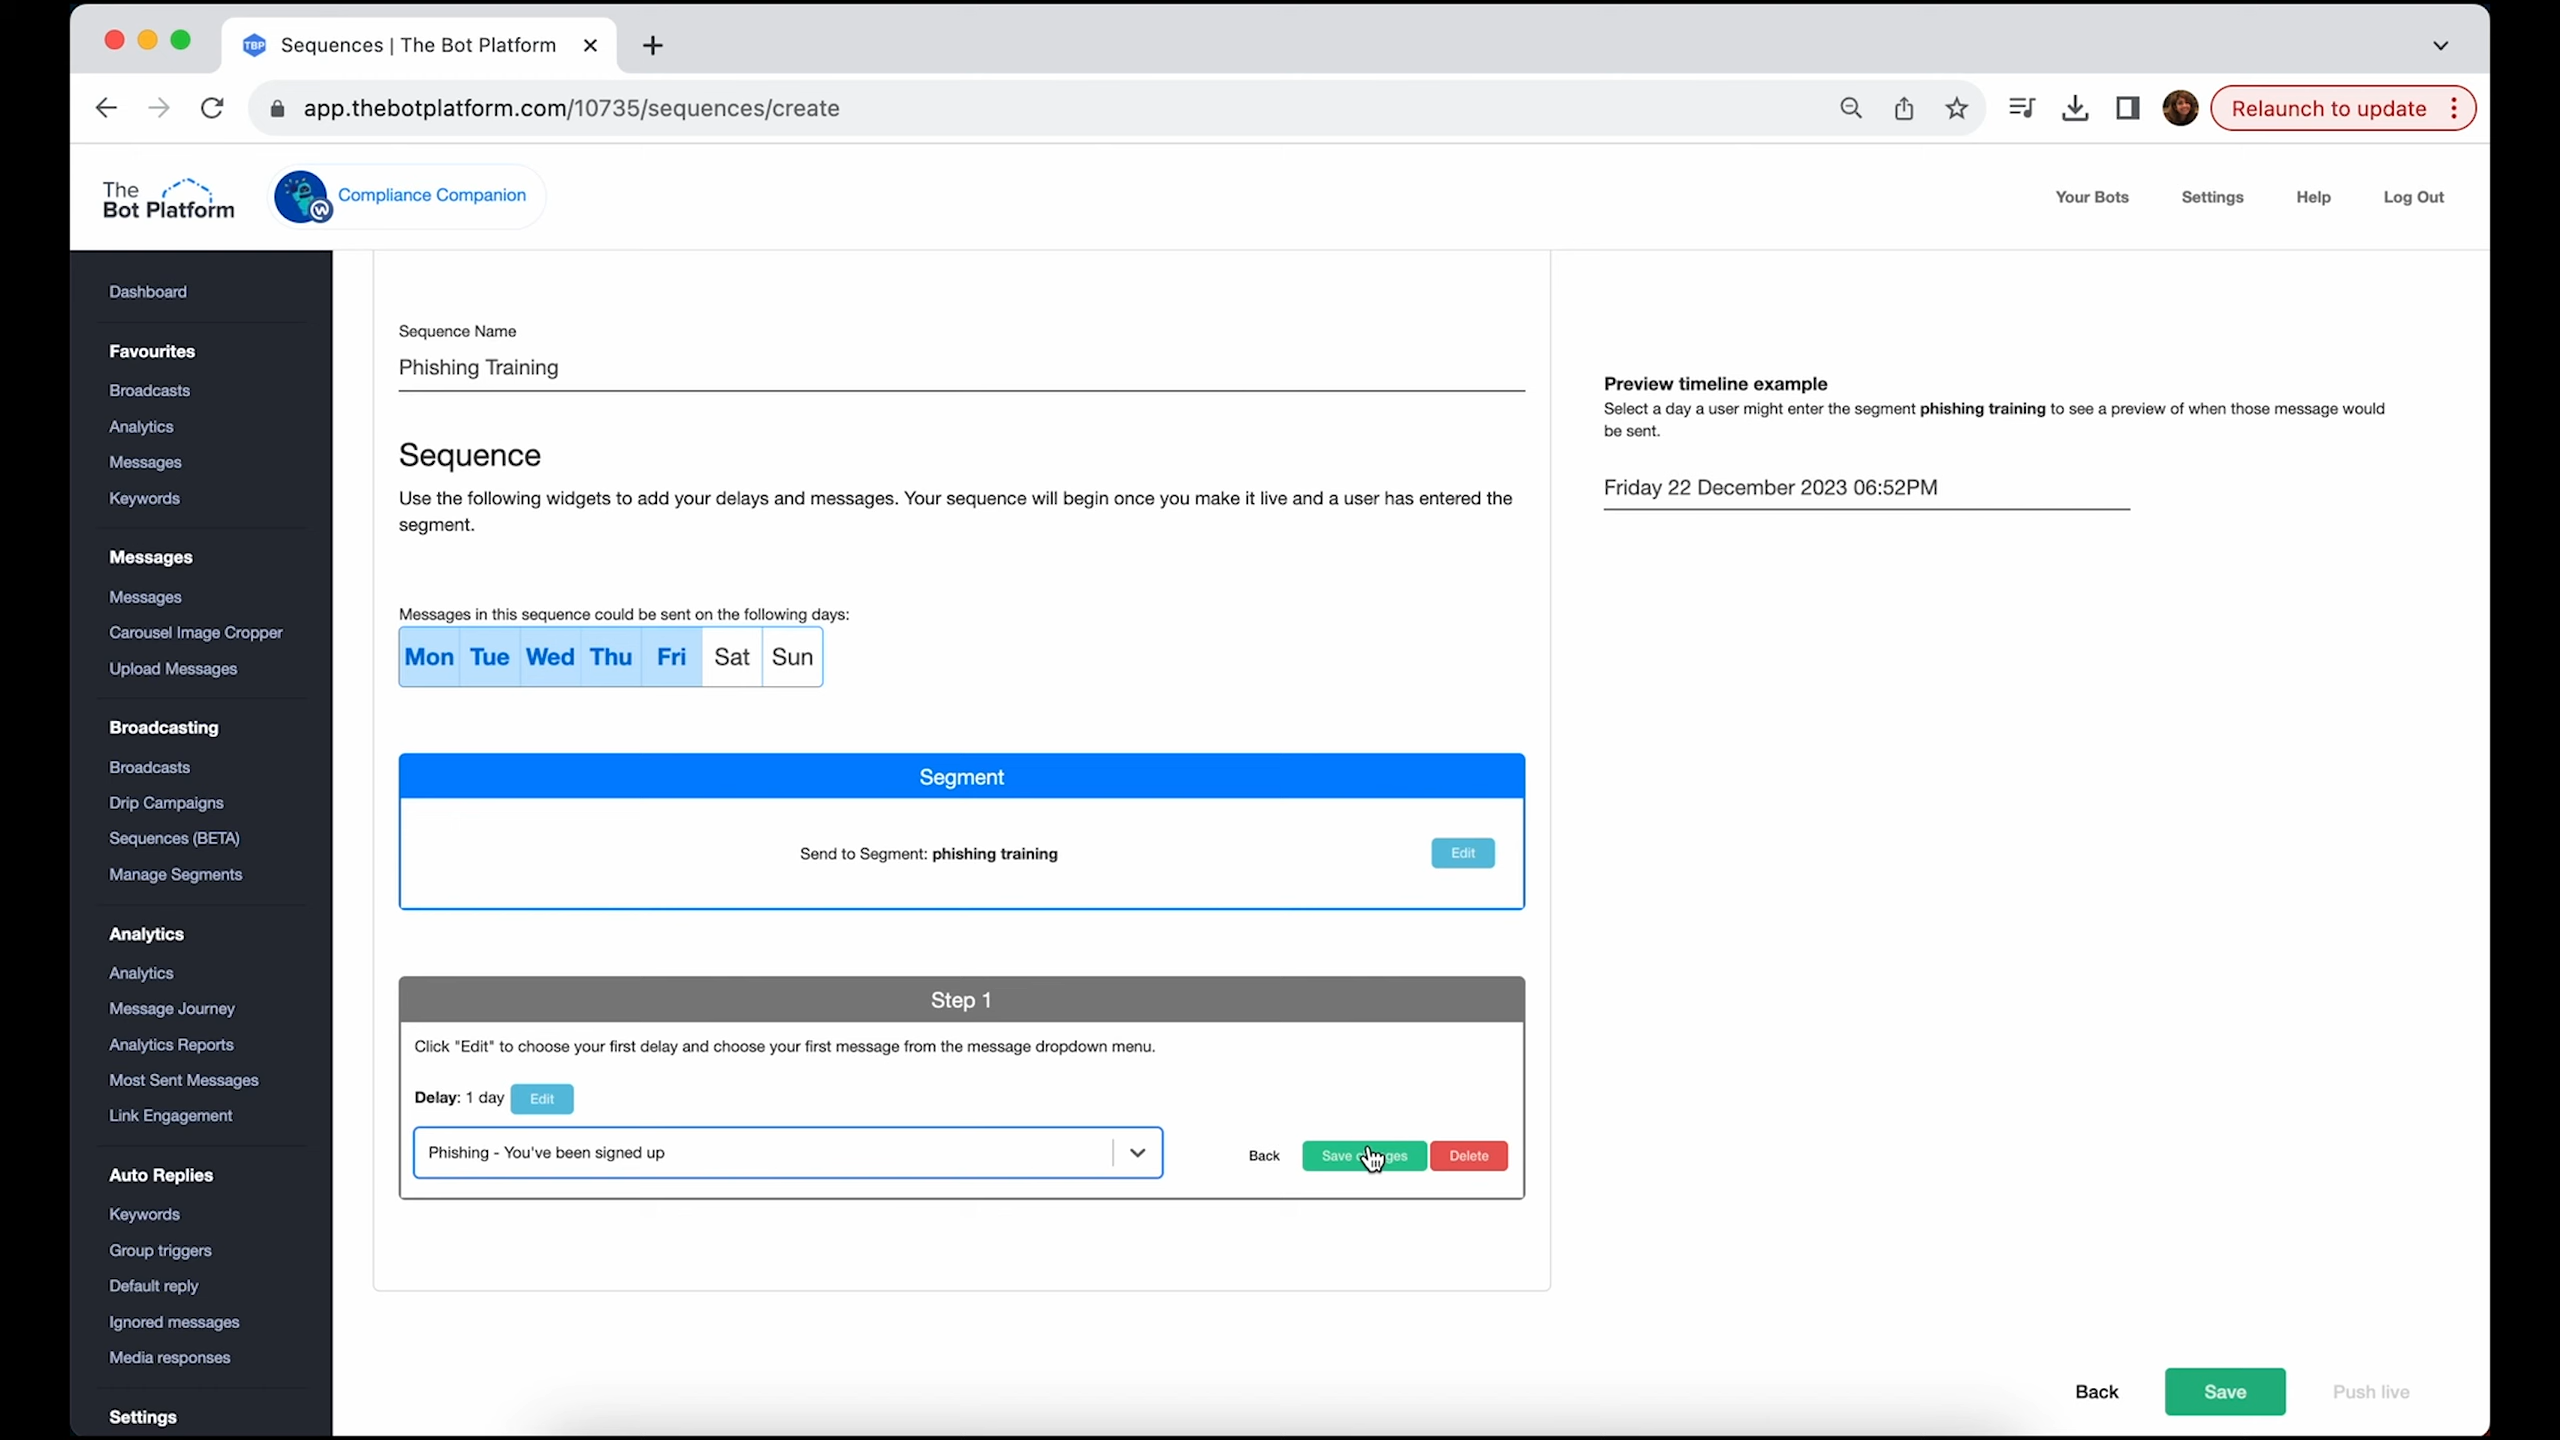 TBP
Sequences | The Bot Platform
app.thebotplatform.com/10735/sequences/create
Relaunch to update
The
Bot Platform
Compliance Companion
Your Bots
Settings
Help
Log Out
Dashboard
Favourites
Broadcasts
Analytics
Messages
Keywords
Messages
Messages
Carousel Image Cropper
Upload Messages
Broadcasting
Broadcasts
Drip Campaigns
Sequences (BETA)
Manage Segments
Analytics
Analytics
Message Journey
Analytics Reports
Most Sent Messages
Link Engagement
Auto Replies
Keywords
Group triggers
Default reply
Ignored messages
Media responses
Settings
Sequence Name
Phishing Training
Sequence
Use the following widgets to add your delays and messages. Your sequence will begin once you make it live and a user has entered the
segment.
Messages in this sequence could be sent on the following days:
Mon Tue Wed Thu Fri Sat Sun
Segment
Send to Segment: phishing training
Edit
Step 1
Click "Edit" to choose your first delay and choose your first message from the message dropdown menu.
Delay: 1 day
Edit
Phishing - You've been signed up
Back
Save
Delete
Preview timeline example
Select a day a user might enter the segment phishing training to see a preview of when those message would
be sent.
Friday 22 December 2023 06:52PM
Back
Save
Push live